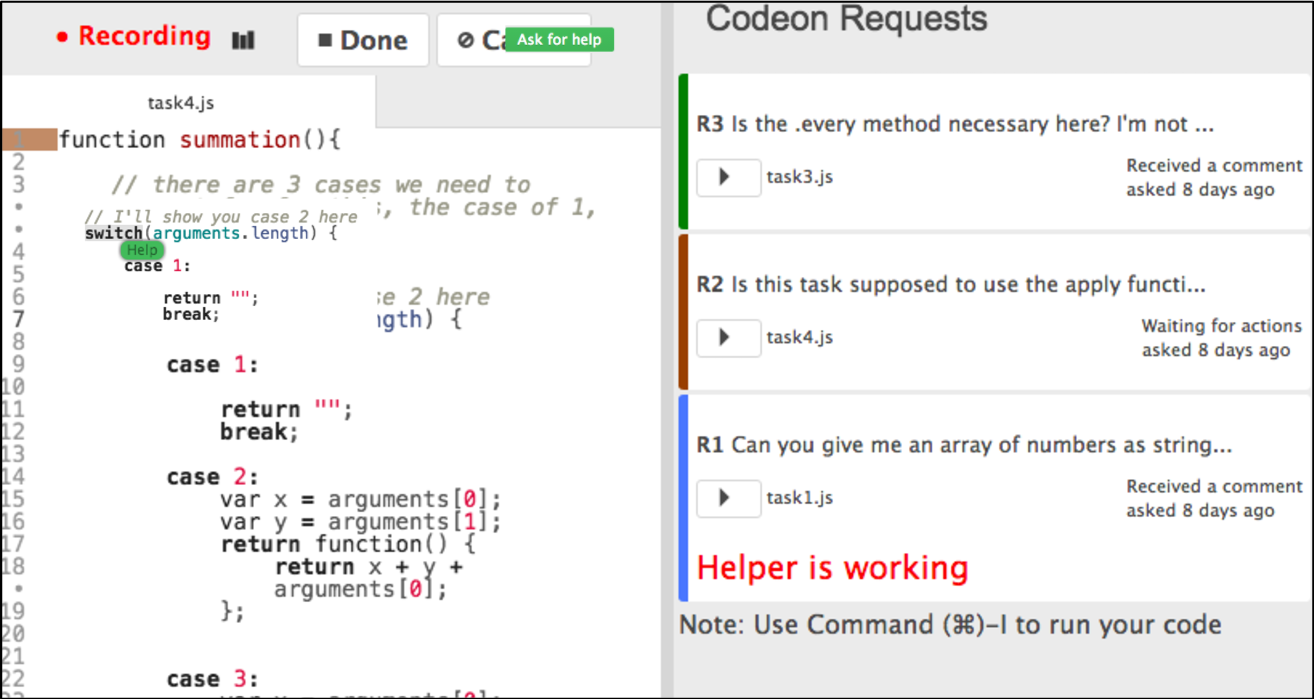 Recording
Done
Ask for help
task4.js
1 function summation(){
2
3 // there are 3 cases we need to
, the case of 1,
// I'll show you case 2 here
switch(arguments.length) {
Help
4
case 1:
5
6 return "";
case 2 here
break;
7 length) {
8
9 case 1:
10
11 return "";
12 break;
13
14 case 2:
15 var x = arguments[0];
16 var y = arguments[1];
17 return function() {
18 return x + y +
arguments[0];
19 };
20
21
22 case 3:
Codeon Requests
R3 Is the .every method necessary here? I'm not ...
task3.js
Received a comment
asked 8 days ago
R2 Is this task supposed to use the apply functi...
task4.js
Waiting for actions
asked 8 days ago
R1 Can you give me an array of numbers as string...
task1.js
Received a comment
asked 8 days ago
Helper is working
Note: Use Command (⌘)-I to run your code